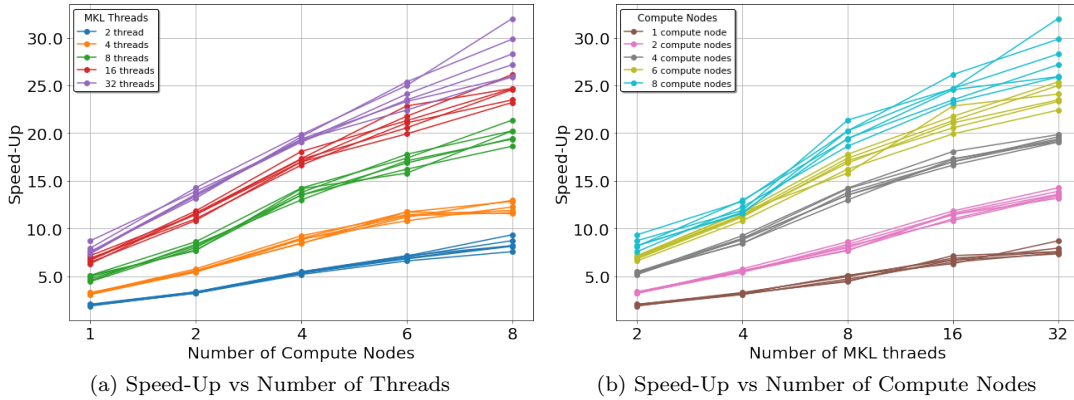 MKL Threads
2 thread
4 threads
8 threads
16 threads
32 threads
30.0
25.0
20.0
15.0
10.0
5.0
Speed-Up
1
2
4
6
8
Number of Compute Nodes
(a) Speed-Up vs Number of Threads
Compute Nodes
1 compute node
2 compute nodes
4 compute nodes
6 compute nodes
8 compute nodes
30.0
25.0
20.0
15.0
10.0
5.0
Speed-Up
2
4
8
16
32
Number of MKL thraeds
(b) Speed-Up vs Number of Compute Nodes